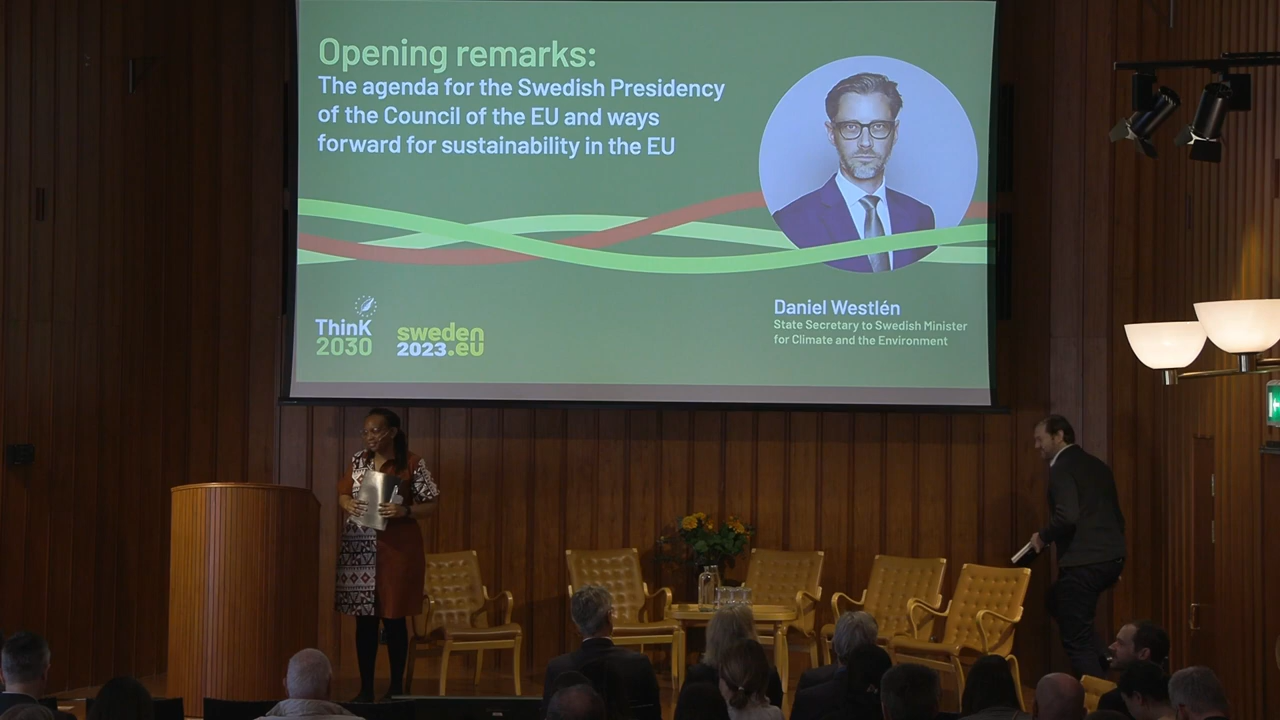 Opening remarks:
The agenda for the Swedish Presidency
of the Council of the EU and ways
forward for sustainability in the EU
Daniel Westlén
State Secretary to Swedish Minister
for Climate and the Environment
ThinK
2030
sweden
2023.eu